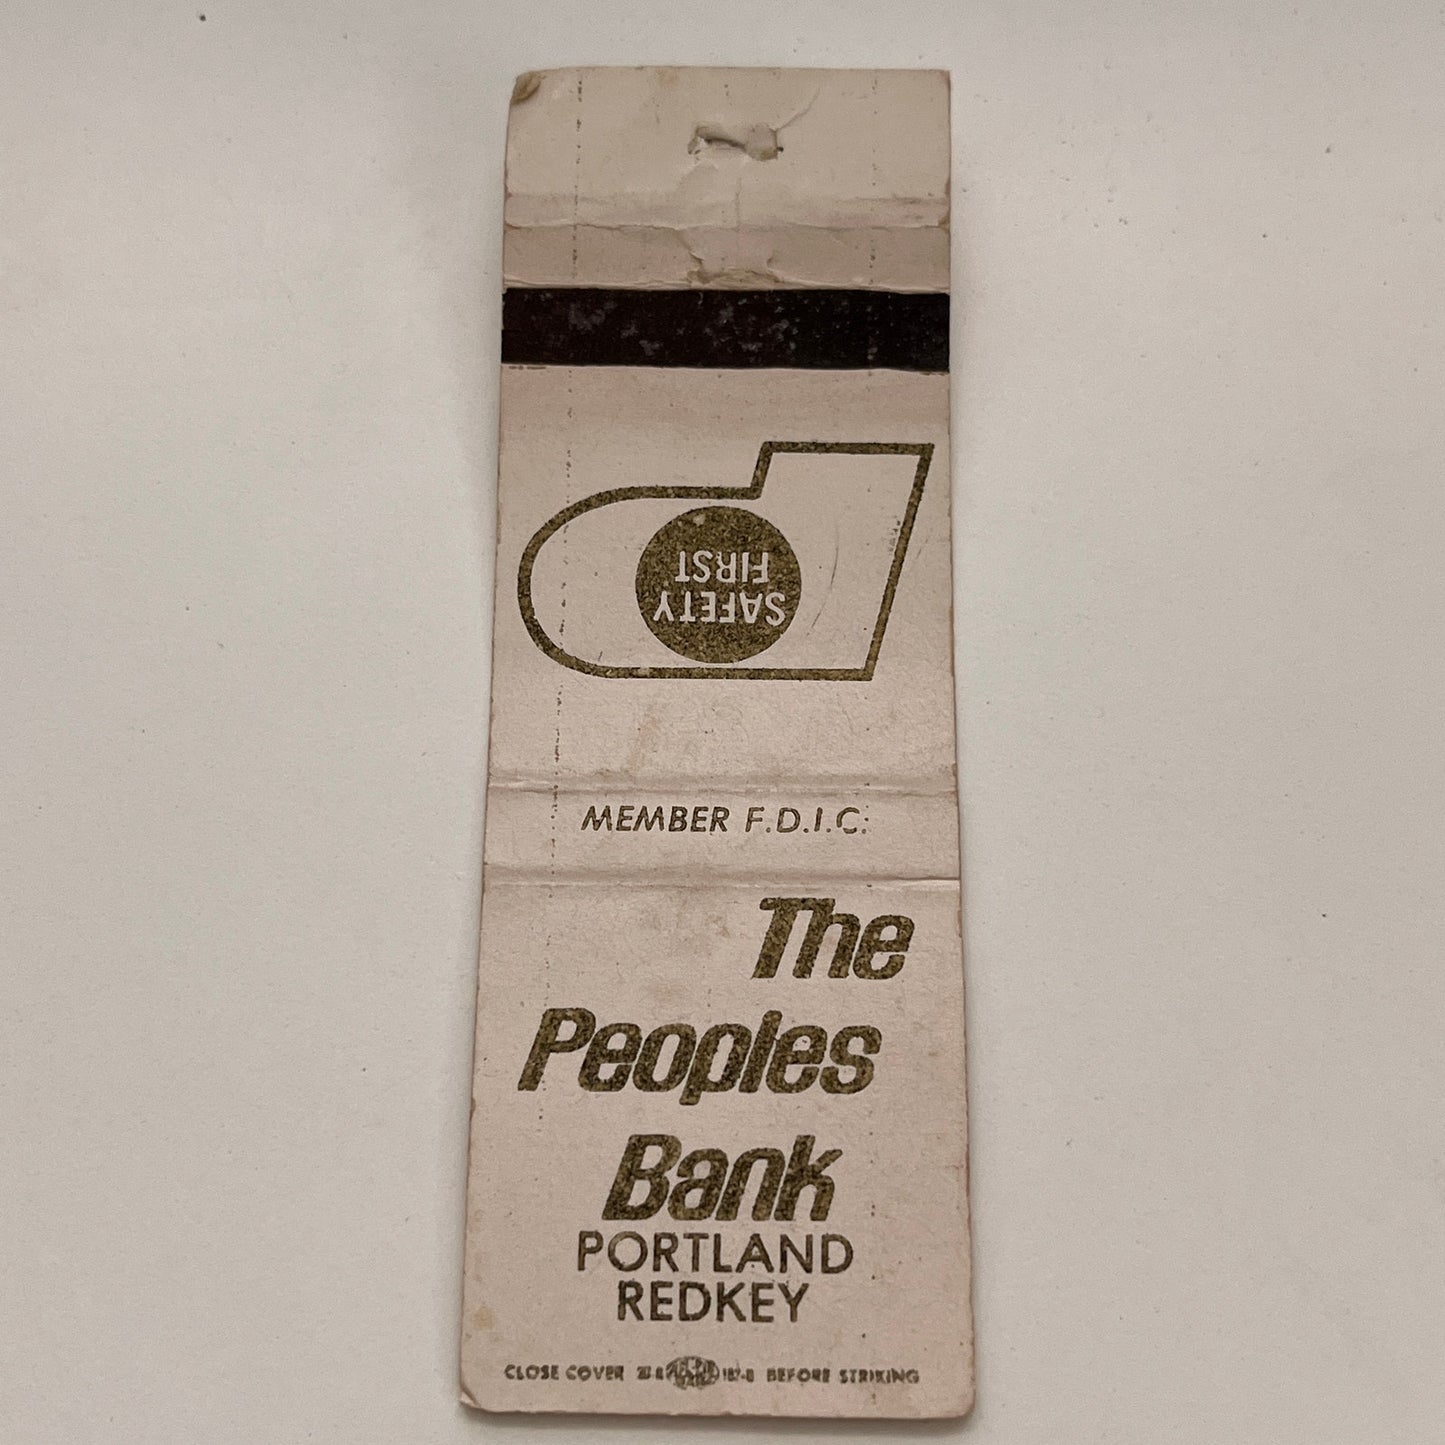 SAFETY
FIRST
MEMBER F.D.I.C.
The
Peoples
Bank
PORTLAND
REDKEY
CLOSE COVER BEFORE STRIKING